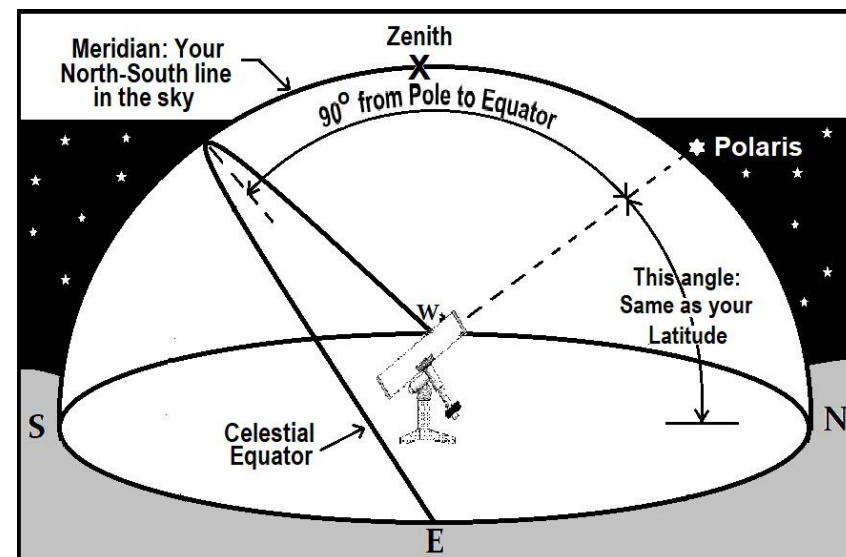 Zenith
X
Meridian: Your
North-South line
in the sky
90° from Pole to Equator
Polaris
This angle:
Same as your
Latitude
W
S
N
Celestial
Equator
E